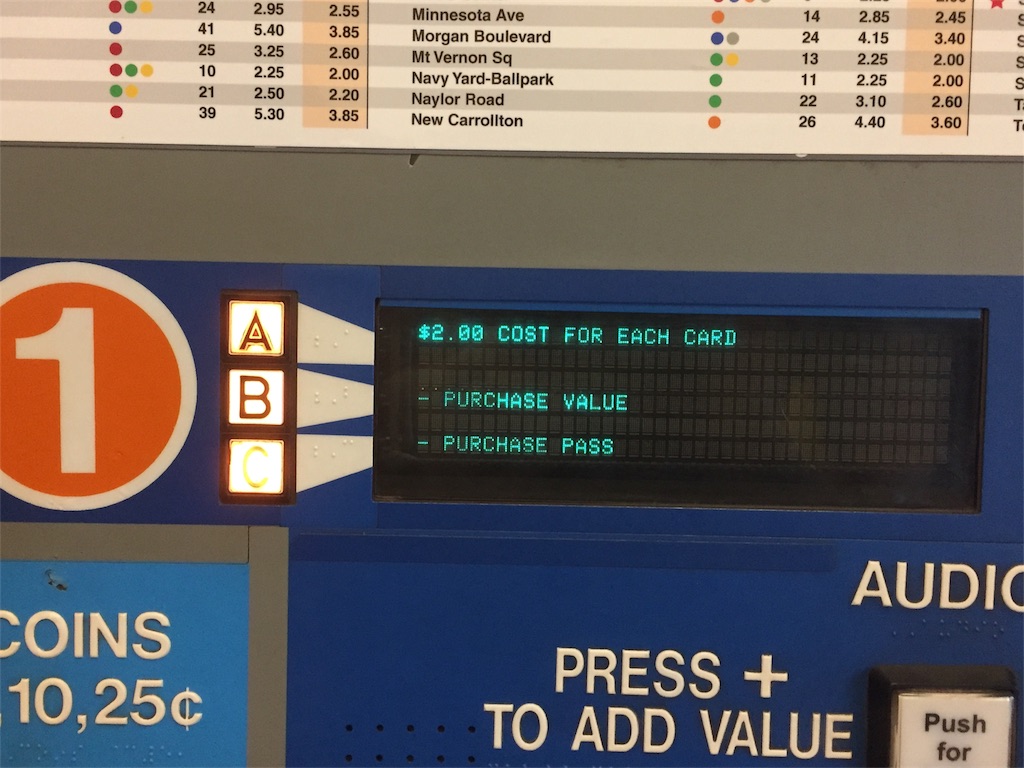 24 2.95 2.55
41 5.40 3.85
25 3.25 2.60
10 2.25 2.00
21 2.50 2.20
39 5.30 3.85
Minnesota Ave 14 2.85 2.45
Morgan Boulevard 24 4.15 3.40
Mt Vernon Sq 13 2.25 2.00
Navy Yard-Ballpark 11 2.25 2.00
Naylor Road 22 3.10 2.60
New Carrollton 26 4.40 3.60
1
A
B
C
$2.00 COST FOR EACH CARD
- PURCHASE VALUE
- PURCHASE PASS
COINS
,10,25¢
PRESS +
TO ADD VALUE
AUDIO
Push
for